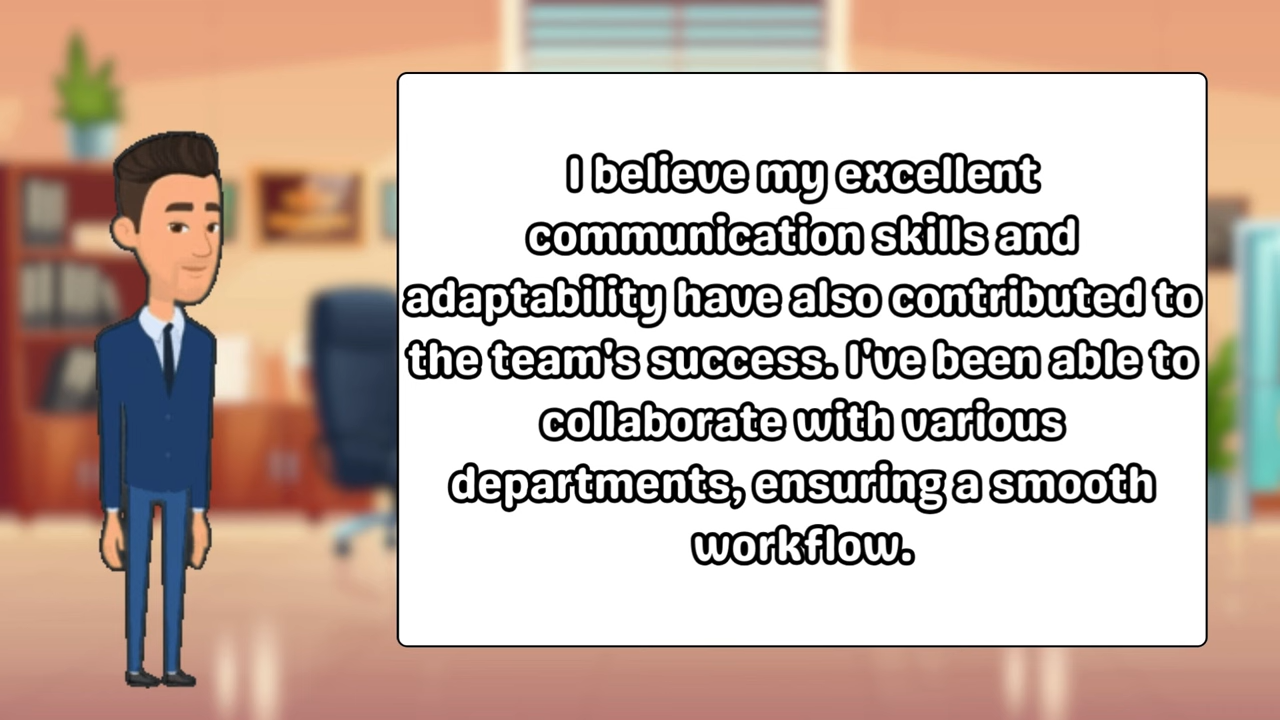 I believe my excellent
communication skills and
adaptability have also contributed to
the team's success. I've been able to
collaborate with various
departments, ensuring a smooth
workflow.